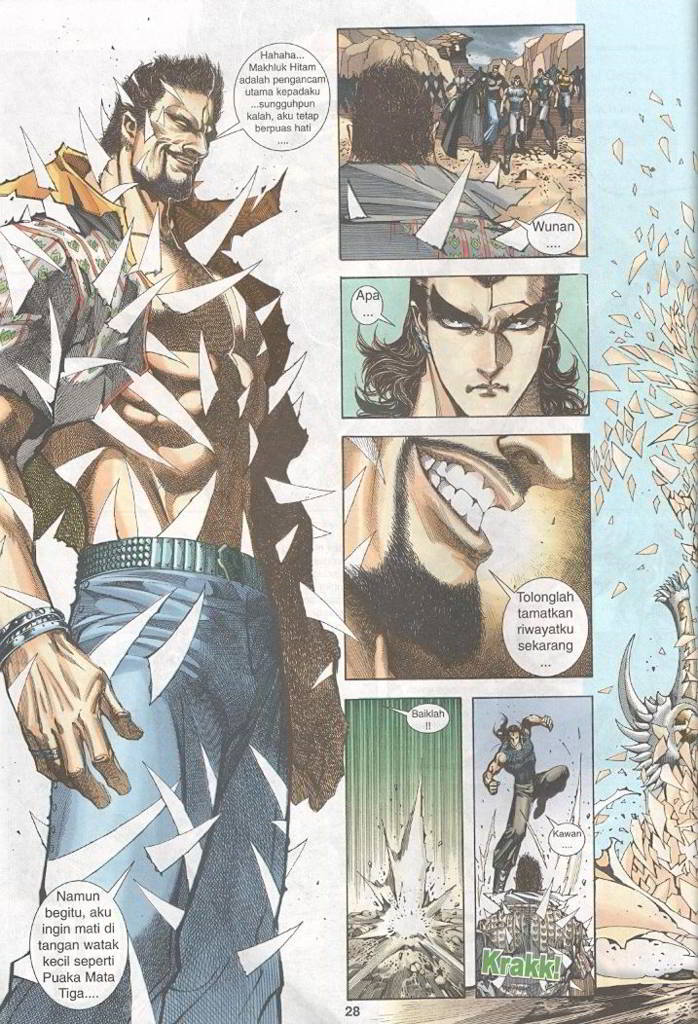 Hahaha...
Makhluk Hitam
adalah pengancam
utama kepadaku
...sungguhpun
kalah, aku tetap
berpuas hati
....
Namun
begitu, aku
ingin mati di
tangan watak
kecil seperti
Puaka Mata
Tiga....
Wunan
....
Apa
...
Tolonglah
tamatkan
riwayatku
sekarang
...
Baiklah
!!
Kawan
....
Krakk!
28